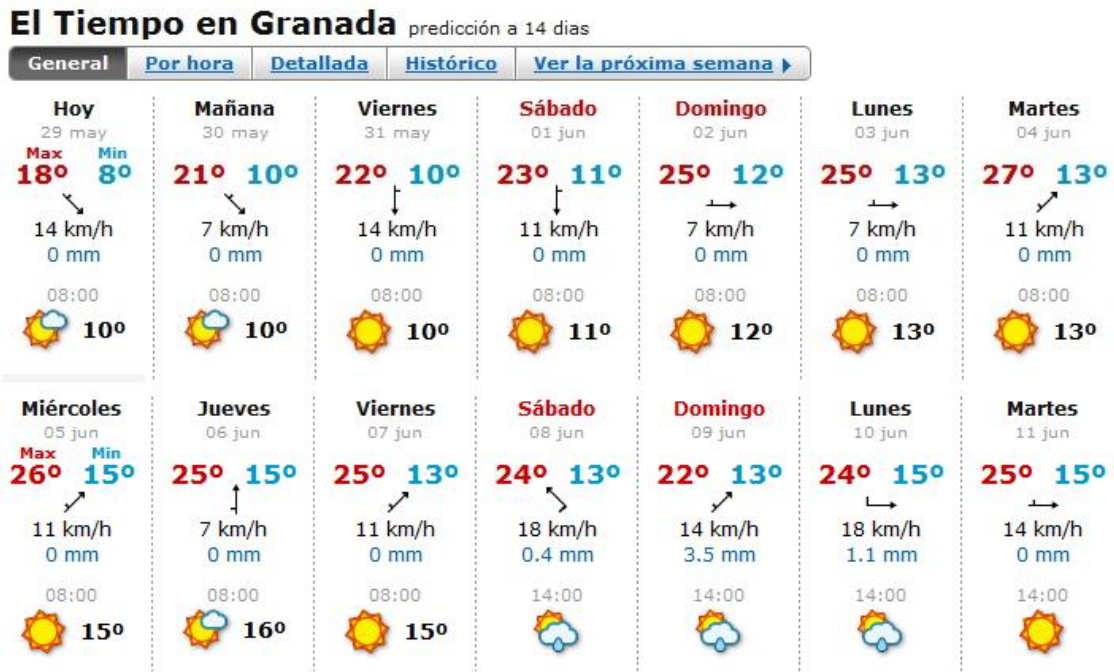 El Tiempo en Granada predicción a 14 dias
General Por hora Detallada Histórico Ver la próxima semana
Hoy Mañana Viernes Sábado Domingo Lunes Martes
29 may 30 may 31 may 01 jun 02 jun 03 jun 04 jun
Max Min
18º 8º 21º 10º 22º 10º 23º 11º 25º 12º 25º 13º 27º 13º
14 km/h 7 km/h 14 km/h 11 km/h 7 km/h 7 km/h 11 km/h
0 mm 0 mm 0 mm 0 mm 0 mm 0 mm 0 mm
08:00 08:00 08:00 08:00 08:00 08:00 08:00
10º 10º 10º 11º 12º 13º 13º
Miércoles Jueves Viernes Sábado Domingo Lunes Martes
05 jun 06 jun 07 jun 08 jun 09 jun 10 jun 11 jun
Max Min
26º 15º 25º 15º 25º 13º 24º 13º 22º 13º 24º 15º 25º 15º
11 km/h 7 km/h 11 km/h 18 km/h 14 km/h 18 km/h 14 km/h
0 mm 0 mm 0 mm 0.4 mm 3.5 mm 1.1 mm 0 mm
08:00 08:00 08:00 14:00 14:00 14:00 14:00
15º 16º 15º